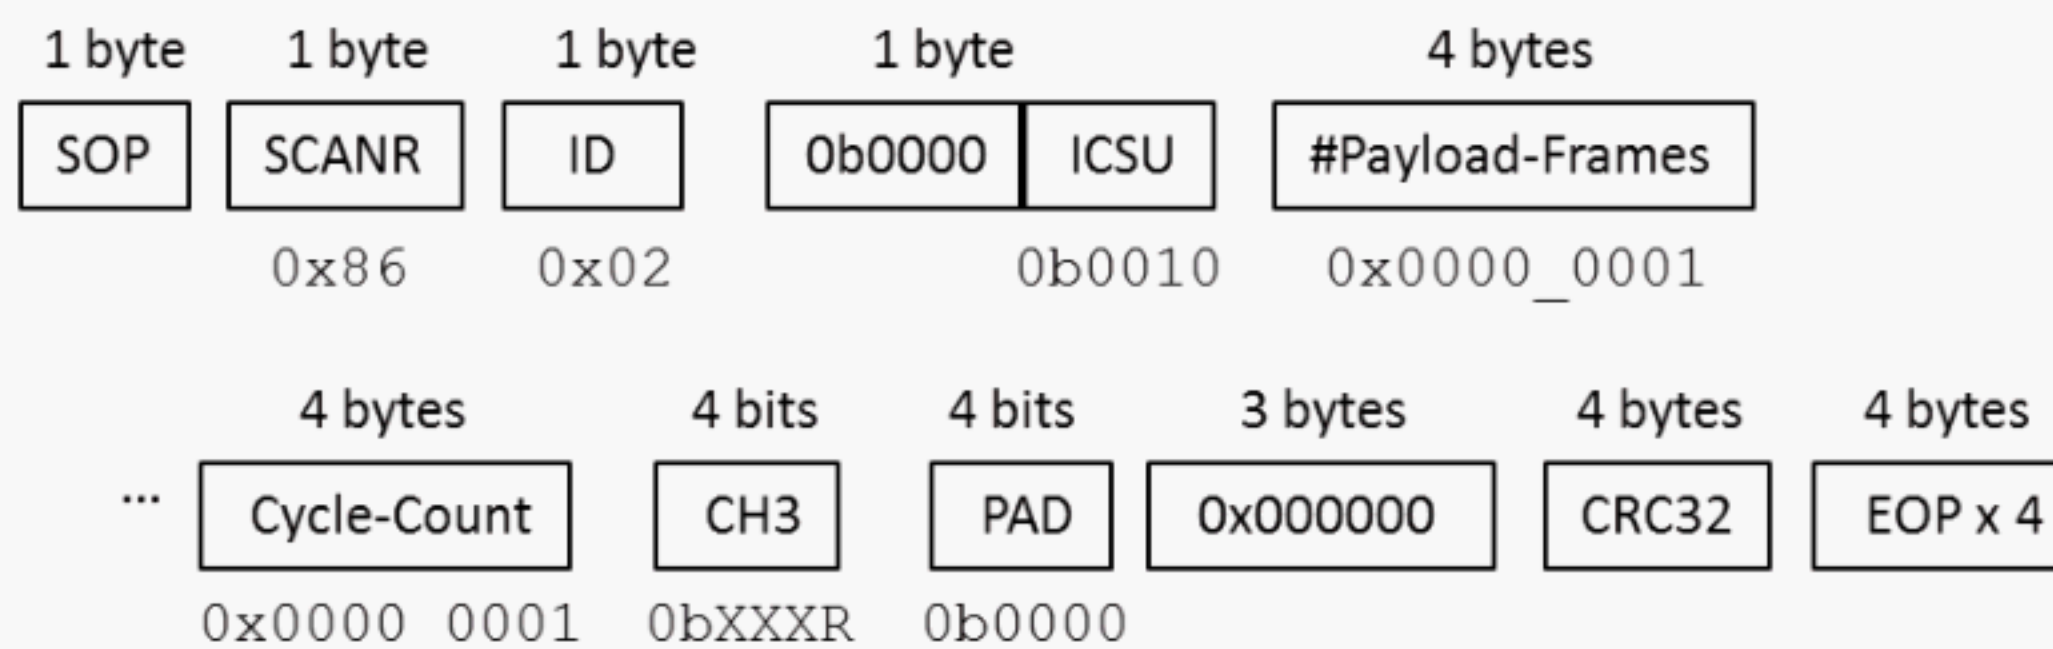 1 byte 1 byte 1 byte 1 byte 4 bytes
SOP SCANR ID 0b0000 ICSU #Payload-Frames
0x86 0x02 0b0010 0x0000_0001
4 bytes 4 bits 4 bits 3 bytes 4 bytes 4 bytes
... Cycle-Count CH3 PAD 0x000000 CRC32 EOP x 4
0x0000 0001 0bXXXR 0b0000